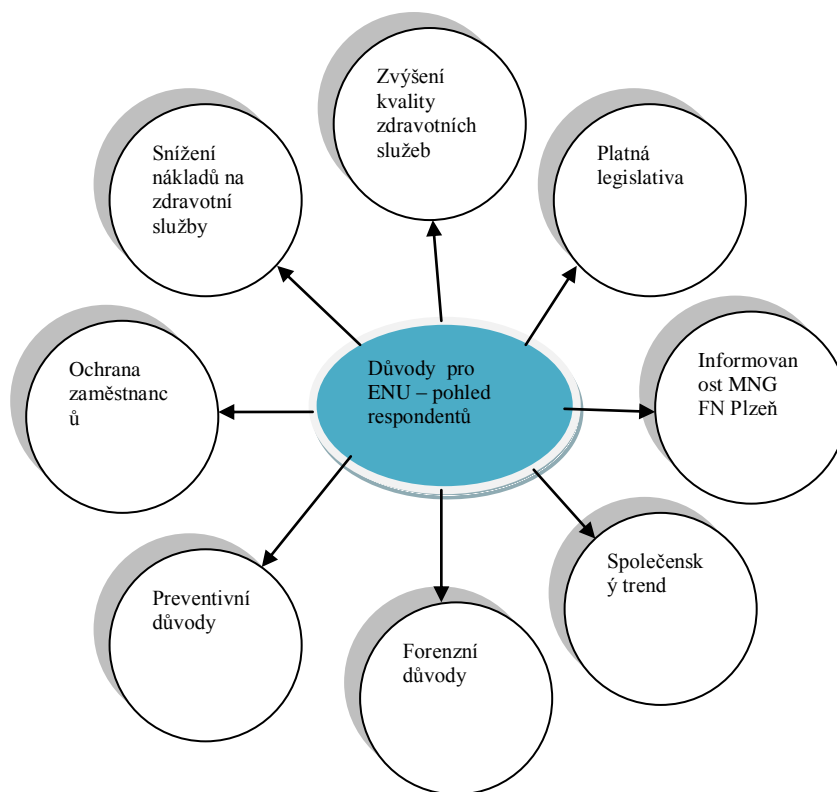 Zvýšení
kvality
zdravotních
služeb
Snížení
nákladů na
zdravotní
služby
Platná
legislativa
Ochrana
zaměstnanc
ů
Důvody pro
ENU – pohled
respondentů
Informovan
ost MNG
FN Plzeň
Společensk
ý trend
Preventivní
důvody
Forenzní
důvody